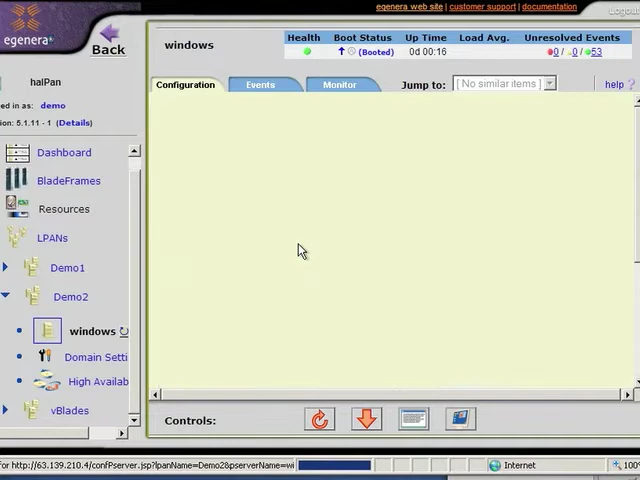 egenera web site | customer support | documentation
Logout
egenera
Back
windows
Health Boot Status Up Time Load Avg. Unresolved Events
(Booted) 0d 00:16 0 / 0 / 53
halPan
Configuration Events Monitor Jump to: [ No similar items ] help ?
ed in as: demo
ion: 5.1.11 - 1 (Details)
Dashboard
BladeFrames
Resources
LPANs
Demo1
Demo2
windows
Domain Setti
High Availab
vBlades
Controls:
for http://63.139.210.4/confPserver.jsp?lpanName=Demo2&pserverName=wi
Internet
100%